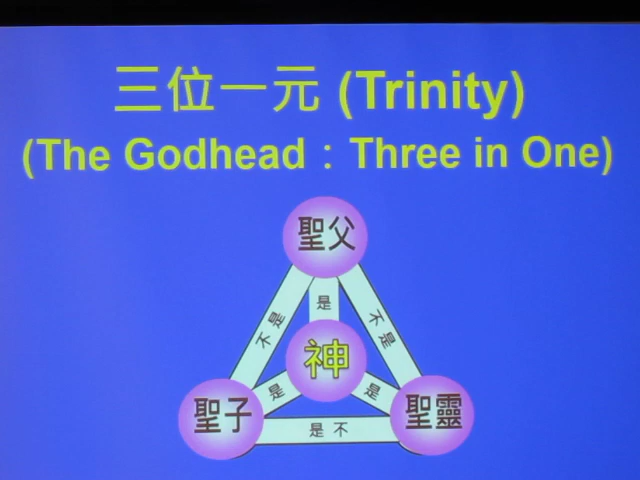 三位一元 (Trinity)
(The Godhead：Three in One)
聖父
是
不是
不是
神
是
是
聖子
聖靈
是不